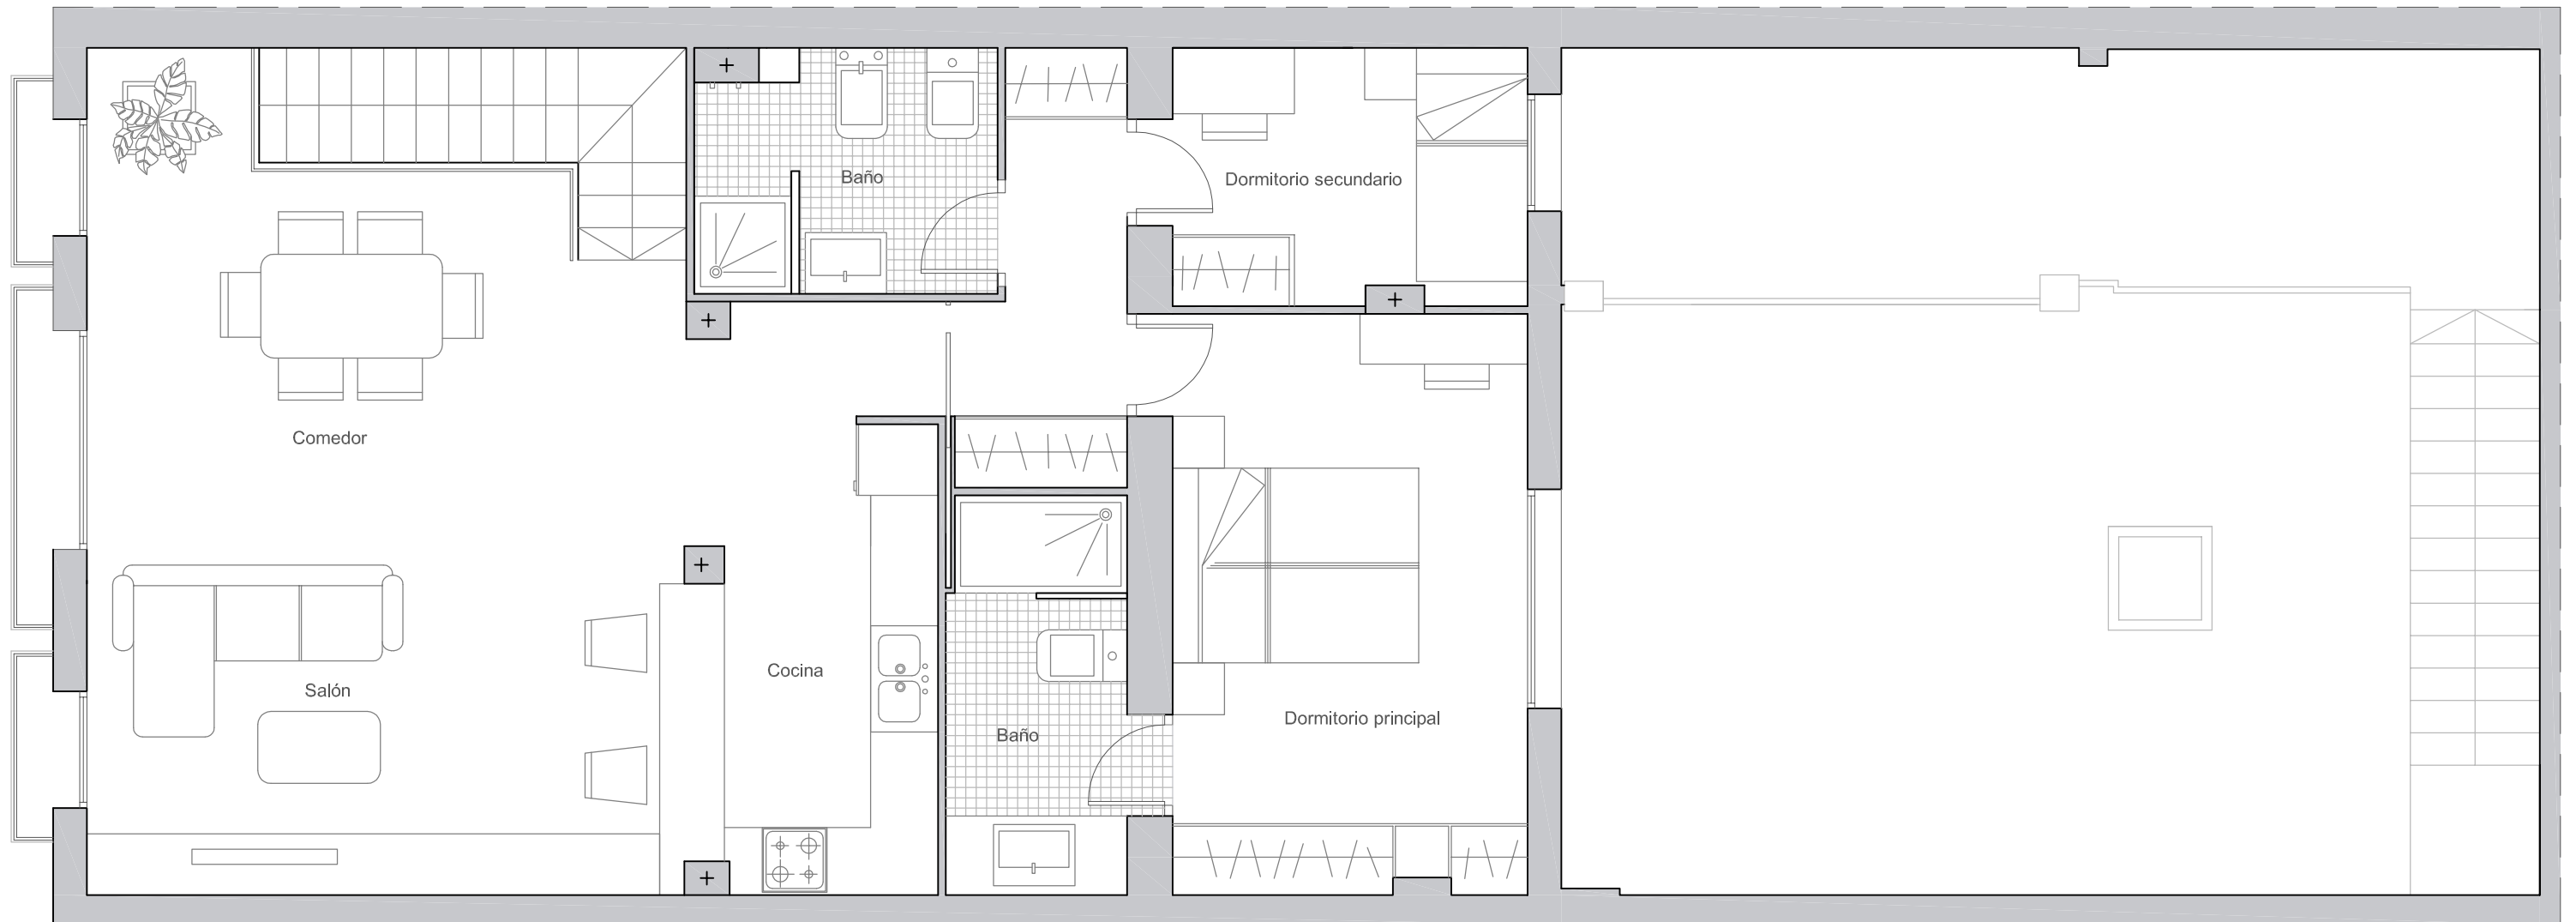 Baño
Dormitorio secundario
Comedor
Cocina
Salón
Baño
Dormitorio principal